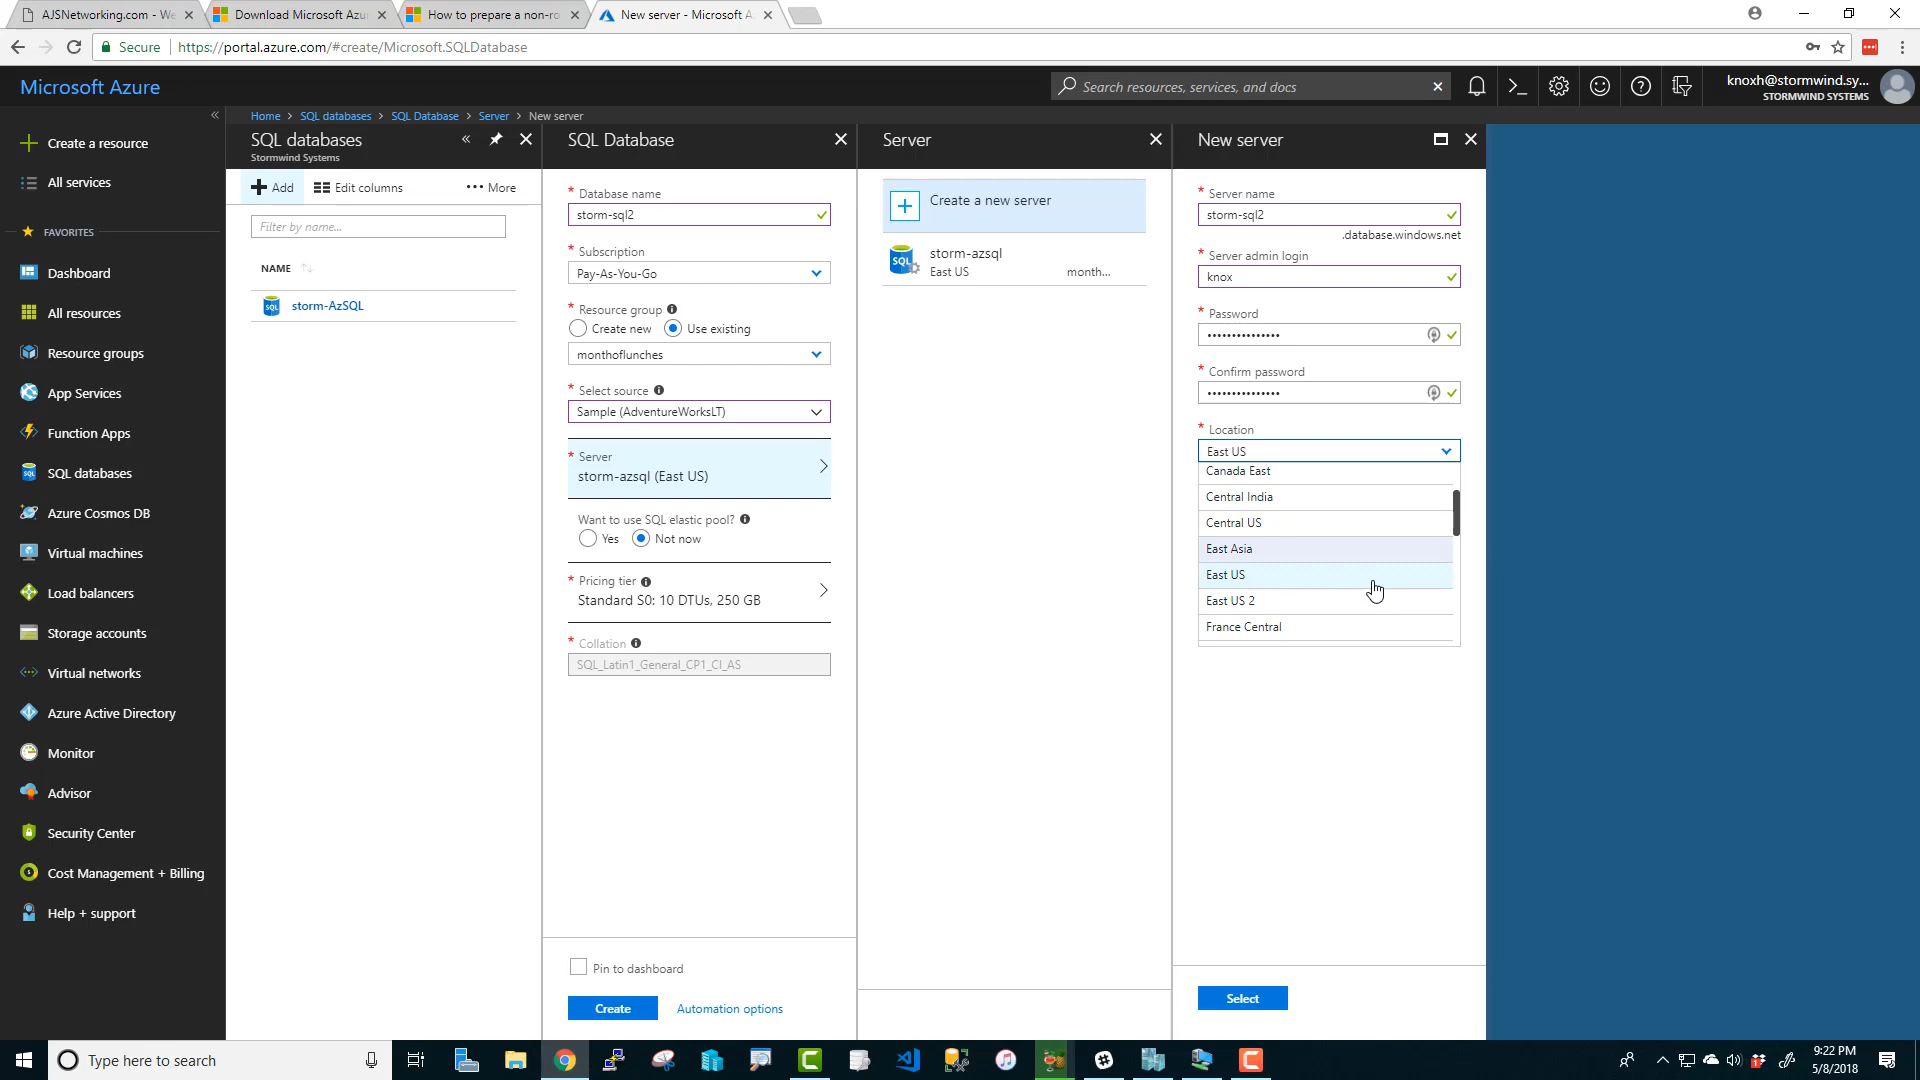 AJSNetworking.com - We
Download Microsoft Azu
How to prepare a non-ro
New server - Microsoft A
Secure
https://portal.azure.com/#create/Microsoft.SQLDatabase
Microsoft Azure
Search resources, services, and docs
knoxh@stormwind.sy...
STORMWIND SYSTEMS
Create a resource
All services
FAVORITES
Dashboard
All resources
Resource groups
App Services
Function Apps
SQL databases
Azure Cosmos DB
Virtual machines
Load balancers
Storage accounts
Virtual networks
Azure Active Directory
Monitor
Advisor
Security Center
Cost Management + Billing
Help + support
Home > SQL databases > SQL Database > Server > New server
SQL databases
Stormwind Systems
Add
Edit columns
More
Filter by name...
NAME
storm-AzSQL
SQL Database
* Database name
storm-sql2
* Subscription
Pay-As-You-Go
* Resource group
Create new
Use existing
monthoflunches
* Select source
Sample (AdventureWorksLT)
* Server
storm-azsql (East US)
Want to use SQL elastic pool?
Yes
Not now
* Pricing tier
Standard S0: 10 DTUs, 250 GB
* Collation
SQL_Latin1_General_CP1_CI_AS
Pin to dashboard
Create
Automation options
Server
Create a new server
storm-azsql
East US
month...
New server
* Server name
storm-sql2
.database.windows.net
* Server admin login
knox
* Password
•••••••••••••••
* Confirm password
•••••••••••••••
* Location
East US
Canada East
Central India
Central US
East Asia
East US
East US 2
France Central
Select
Type here to search
9:22 PM
5/8/2018